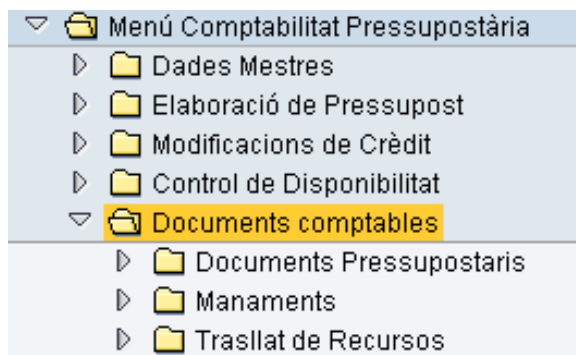 Menú Comptabilitat Pressupostària
Dades Mestres
Elaboració de Pressupost
Modificacions de Crèdit
Control de Disponibilitat
Documents comptables
Documents Pressupostaris
Manaments
Trasllat de Recursos